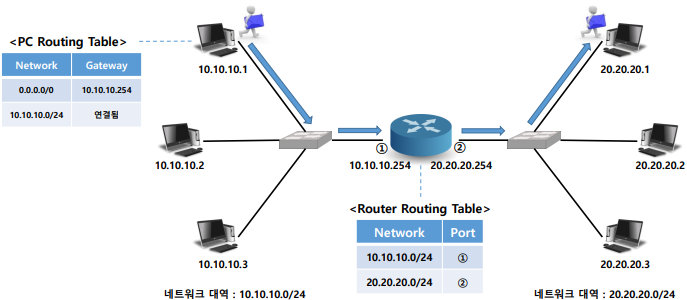 <PC Routing Table>
Network Gateway
0.0.0.0/0 10.10.10.254
10.10.10.0/24 연결됨
10.10.10.1
20.20.20.1
10.10.10.2
① ②
10.10.10.254 20.20.20.254
20.20.20.2
<Router Routing Table>
Network Port
10.10.10.0/24 ①
20.20.20.0/24 ②
10.10.10.3
20.20.20.3
네트워크 대역 : 10.10.10.0/24
네트워크 대역 : 20.20.20.0/24